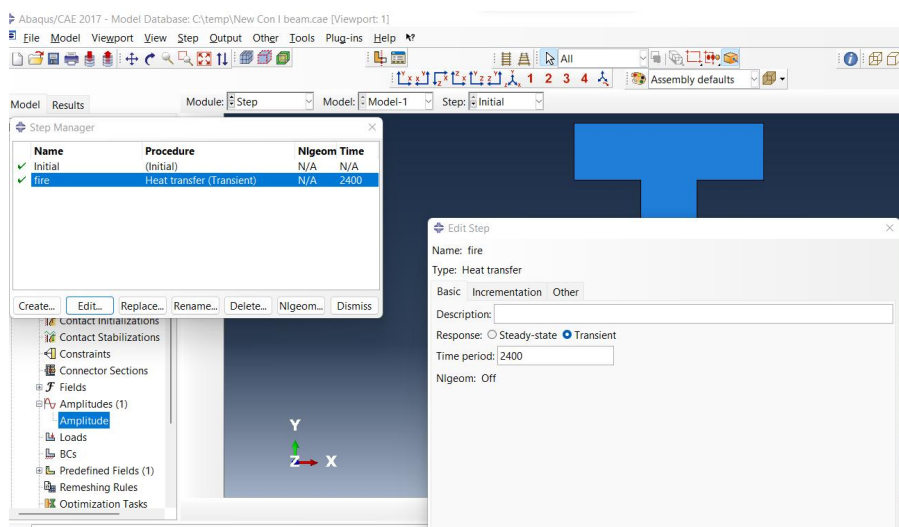 Abaqus/CAE 2017 - Model Database: C:\temp\New Con I beam.cae [Viewport: 1]
File Model Viewport View Step Output Other Tools Plug-ins Help
All
1 2 3 4 Assembly defaults
Model Results Module: Step Model: Model-1 Step: Initial
Step Manager
Name Procedure Nlgeom Time
Initial (Initial) N/A N/A
fire Heat transfer (Transient) N/A 2400
Create... Edit... Replace... Rename... Delete... Nlgeom... Dismiss
Contact Initializations
Contact Stabilizations
Constraints
Connector Sections
Fields
Amplitudes (1)
Amplitude
Loads
BCs
Predefined Fields (1)
Remeshing Rules
Optimization Tasks
Y
Z X
Edit Step
Name: fire
Type: Heat transfer
Basic Incrementation Other
Description:
Response: Steady-state Transient
Time period: 2400
Nlgeom: Off